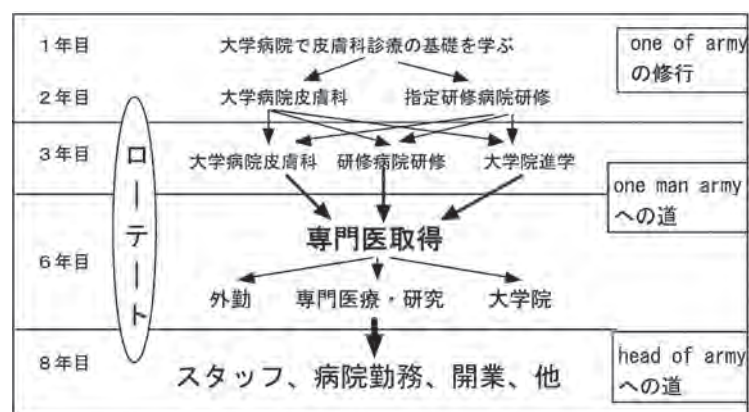 1年目
大学病院で皮膚科診療の基礎を学ぶ
one of army
の修行
2年目
大学病院皮膚科
指定研修病院研修
ローテート
3年目
大学病院皮膚科
研修病院研修
大学院進学
one man army
への道
専門医取得
6年目
外勤
専門医療・研究
大学院
8年目
スタッフ、病院勤務、開業、他
head of army
への道